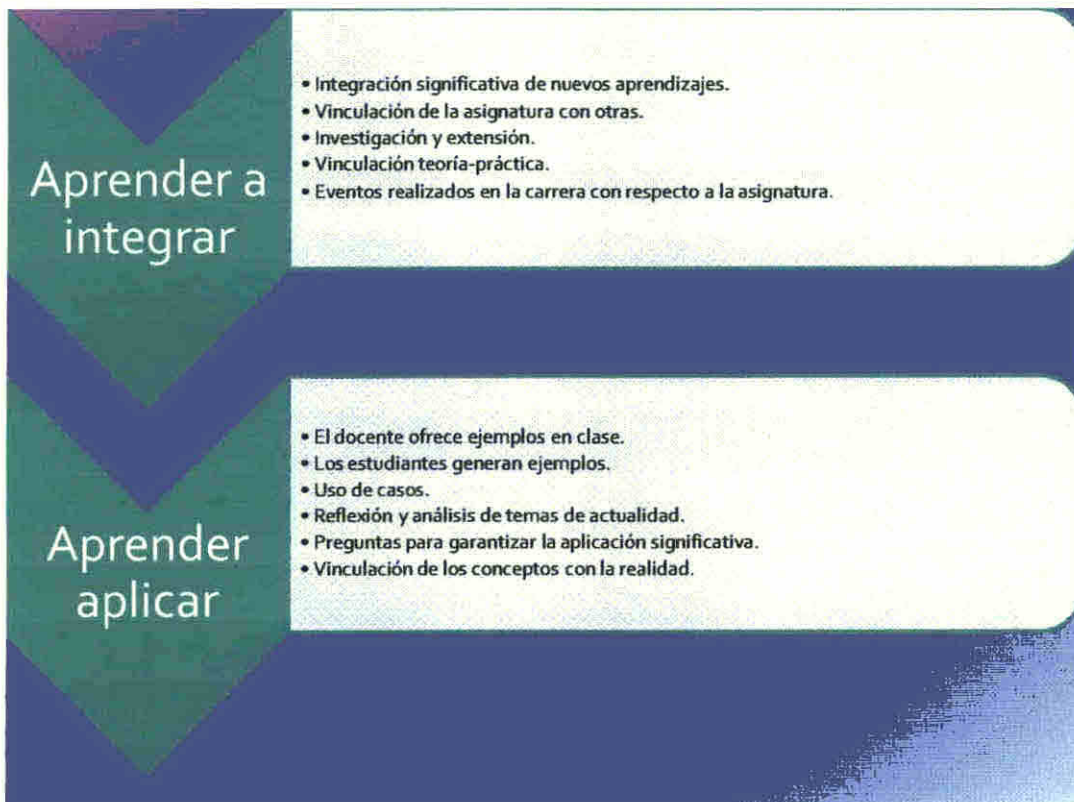 Aprender a
integrar
• Integración significativa de nuevos aprendizajes.
• Vinculación de la asignatura con otras.
• Investigación y extensión.
• Vinculación teoría-práctica.
• Eventos realizados en la carrera con respecto a la asignatura.
Aprender
aplicar
• El docente ofrece ejemplos en clase.
• Los estudiantes generan ejemplos.
• Uso de casos.
• Reflexión y análisis de temas de actualidad.
• Preguntas para garantizar la aplicación significativa.
• Vinculación de los conceptos con la realidad.